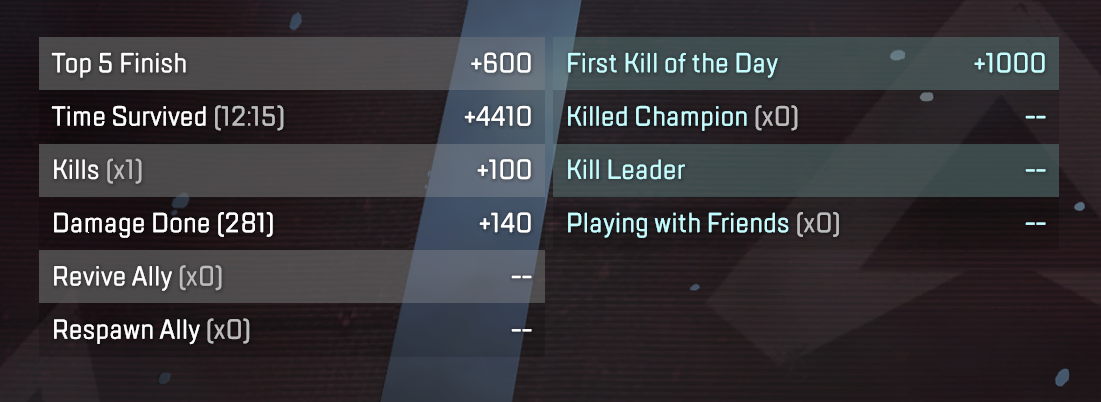 Top 5 Finish +600
Time Survived (12:15) +4410
Kills (x1) +100
Damage Done (281) +140
Revive Ally (x0) --
Respawn Ally (x0) --
First Kill of the Day +1000
Killed Champion (x0) --
Kill Leader --
Playing with Friends (x0) --